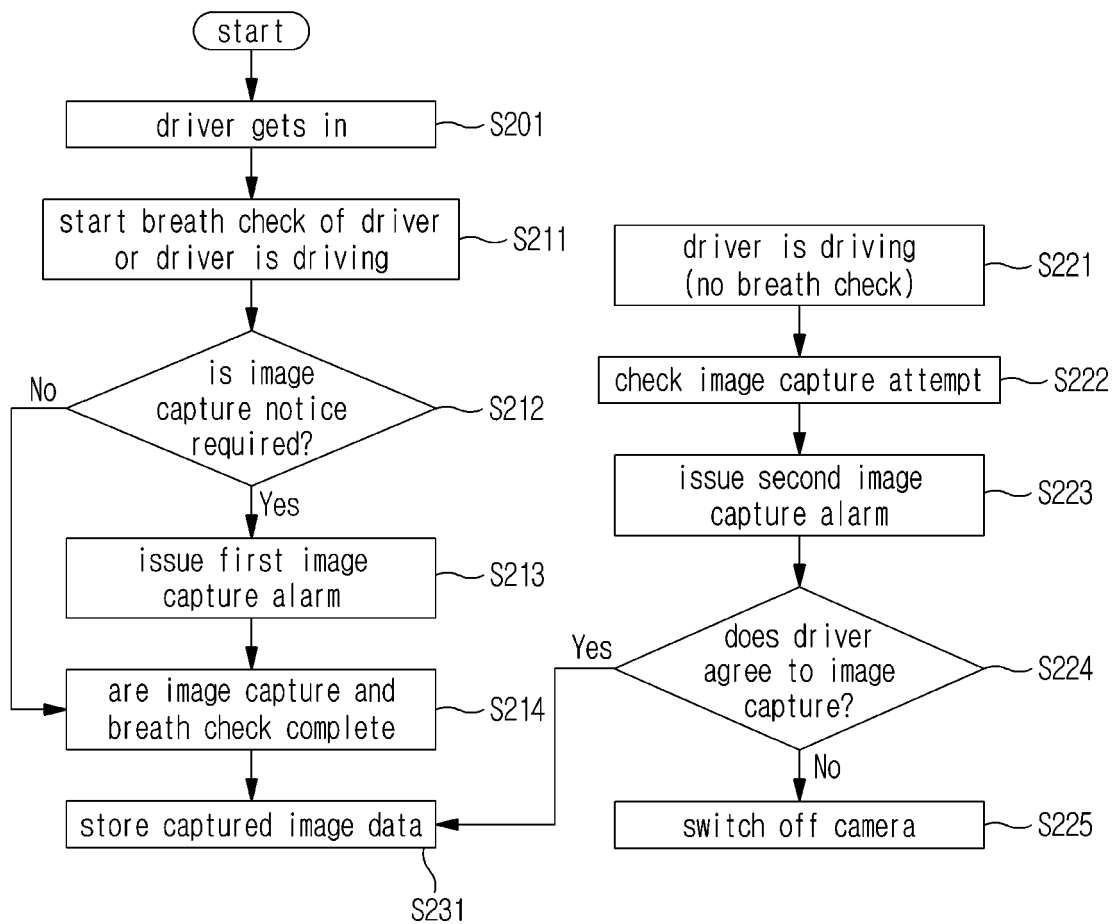 start
driver gets in
S201
start breath check of driver
or driver is driving
S211
is image
capture notice
required?
S212
No
Yes
issue first image
capture alarm
S213
are image capture and
breath check complete
S214
store captured image data
S231
driver is driving
(no breath check)
S221
check image capture attempt
S222
issue second image
capture alarm
S223
does driver
agree to image
capture?
S224
Yes
No
switch off camera
S225